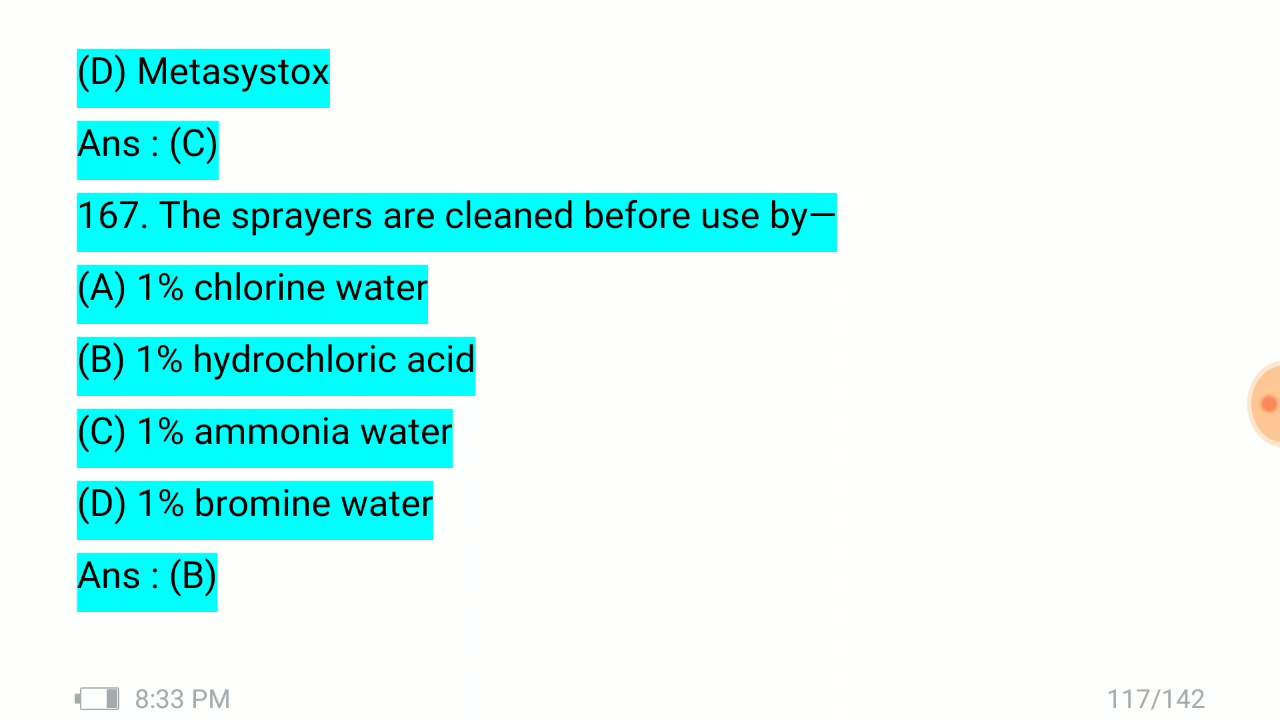 (D) Metasystox
Ans : (C)
167. The sprayers are cleaned before use by—
(A) 1% chlorine water
(B) 1% hydrochloric acid
(C) 1% ammonia water
(D) 1% bromine water
Ans : (B)
8:33 PM
117/142